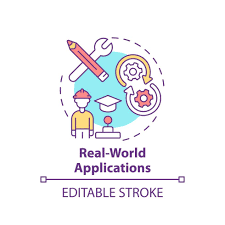 Real-World
Applications
EDITABLE STROKE